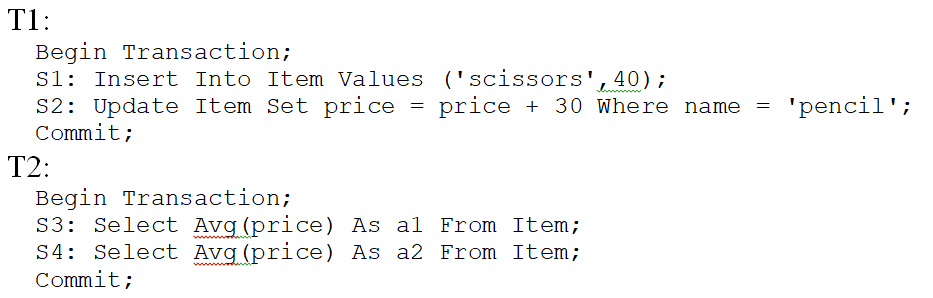 T1:
Begin Transaction;
S1: Insert Into Item Values ('scissors',40);
S2: Update Item Set price = price + 30 Where name = 'pencil';
Commit;
T2:
Begin Transaction;
S3: Select Avg(price) As a1 From Item;
S4: Select Avg(price) As a2 From Item;
Commit;